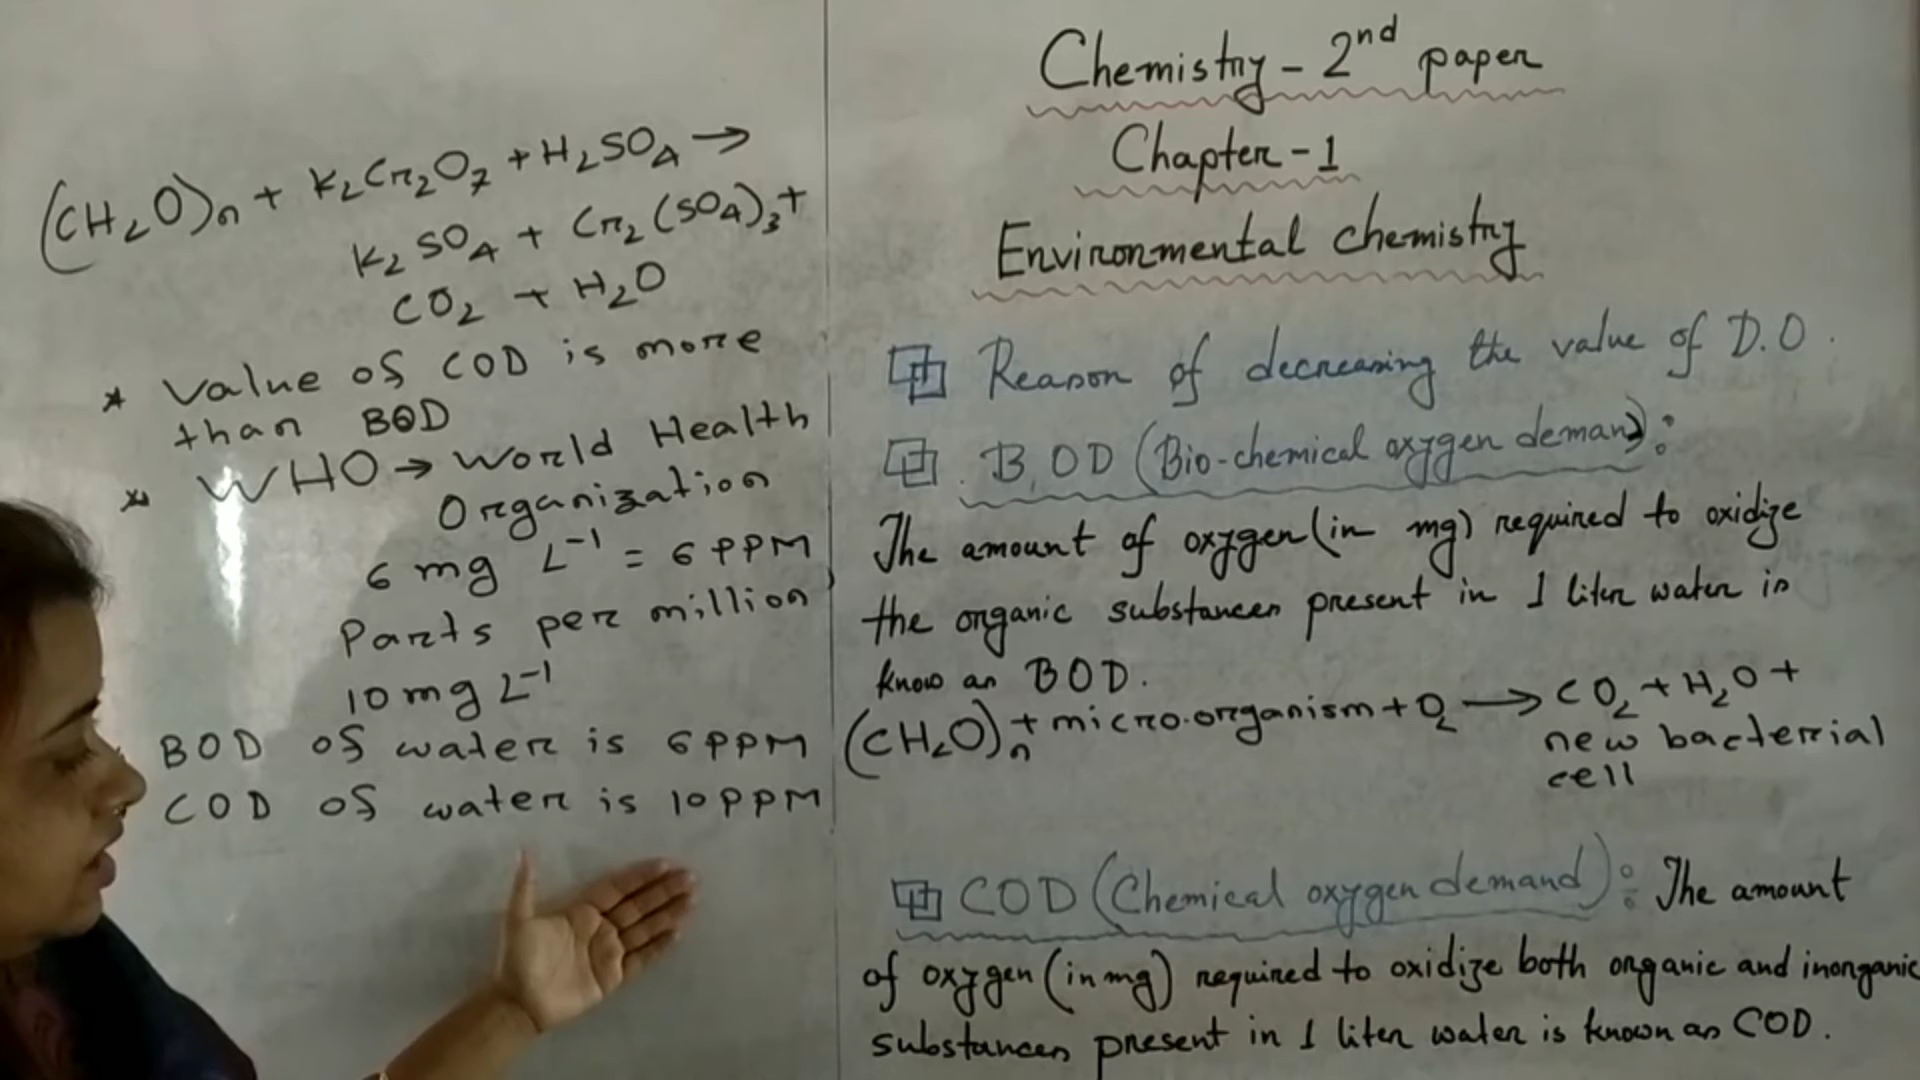 (CH₂O)n + K₂Cr₂O₇ + H₂SO₄ →
K₂SO₄ + Cr₂(SO₄)₃ +
CO₂ + H₂O
* Value of COD is more
than BOD
* WHO → World Health
Organization
6 mg L⁻¹ = 6 PPM
Parts per million
10 mg L⁻¹
BOD of water is 6 PPM
COD of water is 10 PPM
Chemistry - 2nd paper
Chapter - 1
Environmental chemistry
Reason of decreasing the value of D.O.
B.OD (Bio-chemical oxygen demand):
The amount of oxygen (in mg) required to oxidize
the organic substances present in 1 liter water is
know as BOD.
(CH₂O)n + micro-organism + O₂ → CO₂ + H₂O +
new bacterial
cell
COD (Chemical oxygen demand): The amount
of oxygen (in mg) required to oxidize both organic and inorganic
substances present in 1 liter water is known as COD.